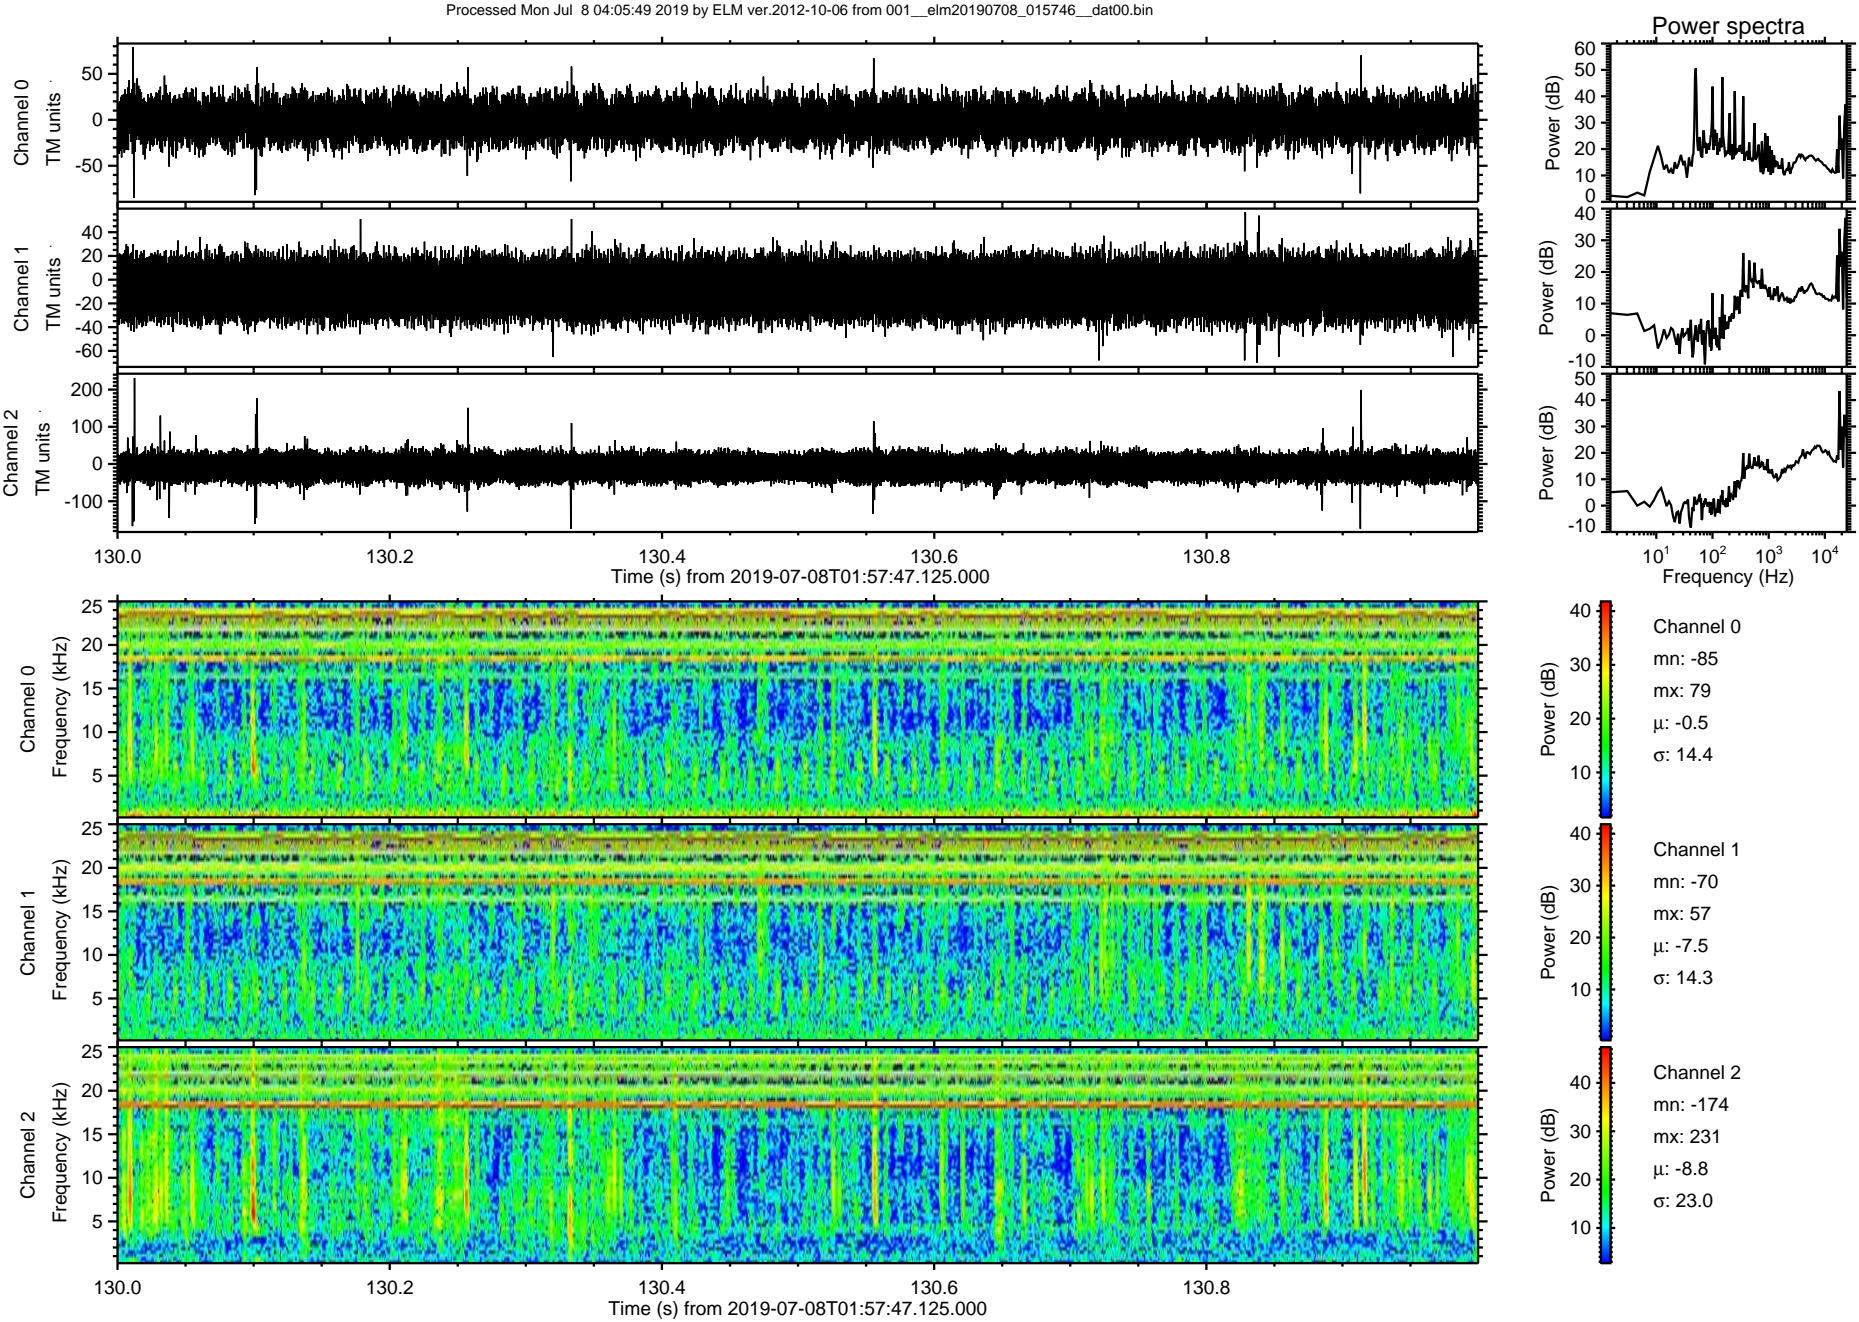 Processed Mon Jul  8 04:05:49 2019 by ELM ver.2012-10-06 from 001__elm20190708_015746__dat00.bin
Power spectra
Channel 0
TM units
50
0
-50
Power (dB)
60
50
40
30
20
10
0
Channel 1
TM units
40
20
0
-20
-40
-60
Power (dB)
40
30
20
10
0
-10
Channel 2
TM units
200
100
0
-100
Power (dB)
50
40
30
20
10
0
-10
130.0 130.2 130.4 130.6 130.8
Time (s) from 2019-07-08T01:57:47.125.000
10¹ 10² 10³ 10⁴
Frequency (Hz)
Channel 0
Frequency (kHz)
25
20
15
10
5
Power (dB)
40
30
20
10
Channel 0
mn: -85
mx: 79
μ: -0.5
σ: 14.4
Channel 1
Frequency (kHz)
25
20
15
10
5
Power (dB)
40
30
20
10
Channel 1
mn: -70
mx: 57
μ: -7.5
σ: 14.3
Channel 2
Frequency (kHz)
25
20
15
10
5
Power (dB)
40
30
20
10
Channel 2
mn: -174
mx: 231
μ: -8.8
σ: 23.0
130.0 130.2 130.4 130.6 130.8
Time (s) from 2019-07-08T01:57:47.125.000